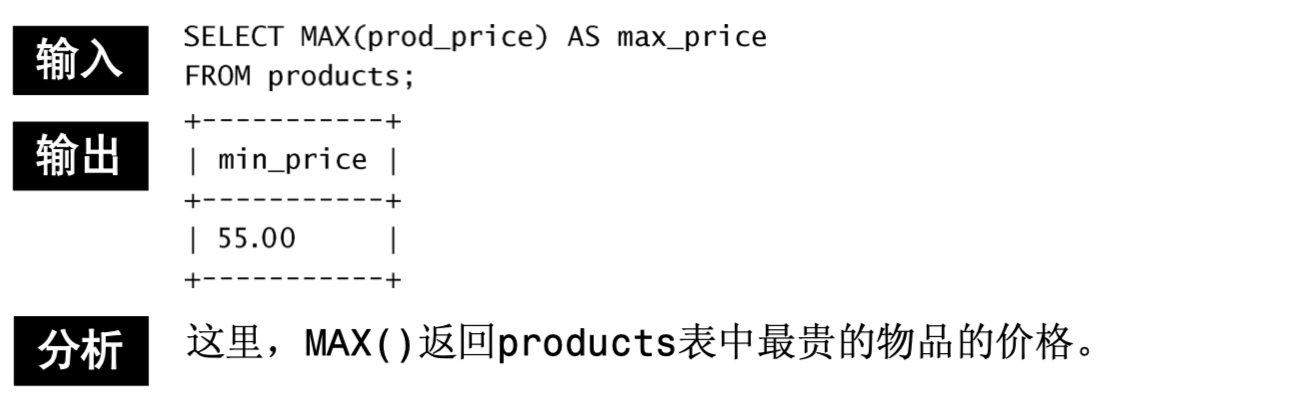 输入
SELECT MAX(prod_price) AS max_price
FROM products;
输出
+-----------+
| min_price |
+-----------+
| 55.00     |
+-----------+
分析
这里，MAX()返回products表中最贵的物品的价格。